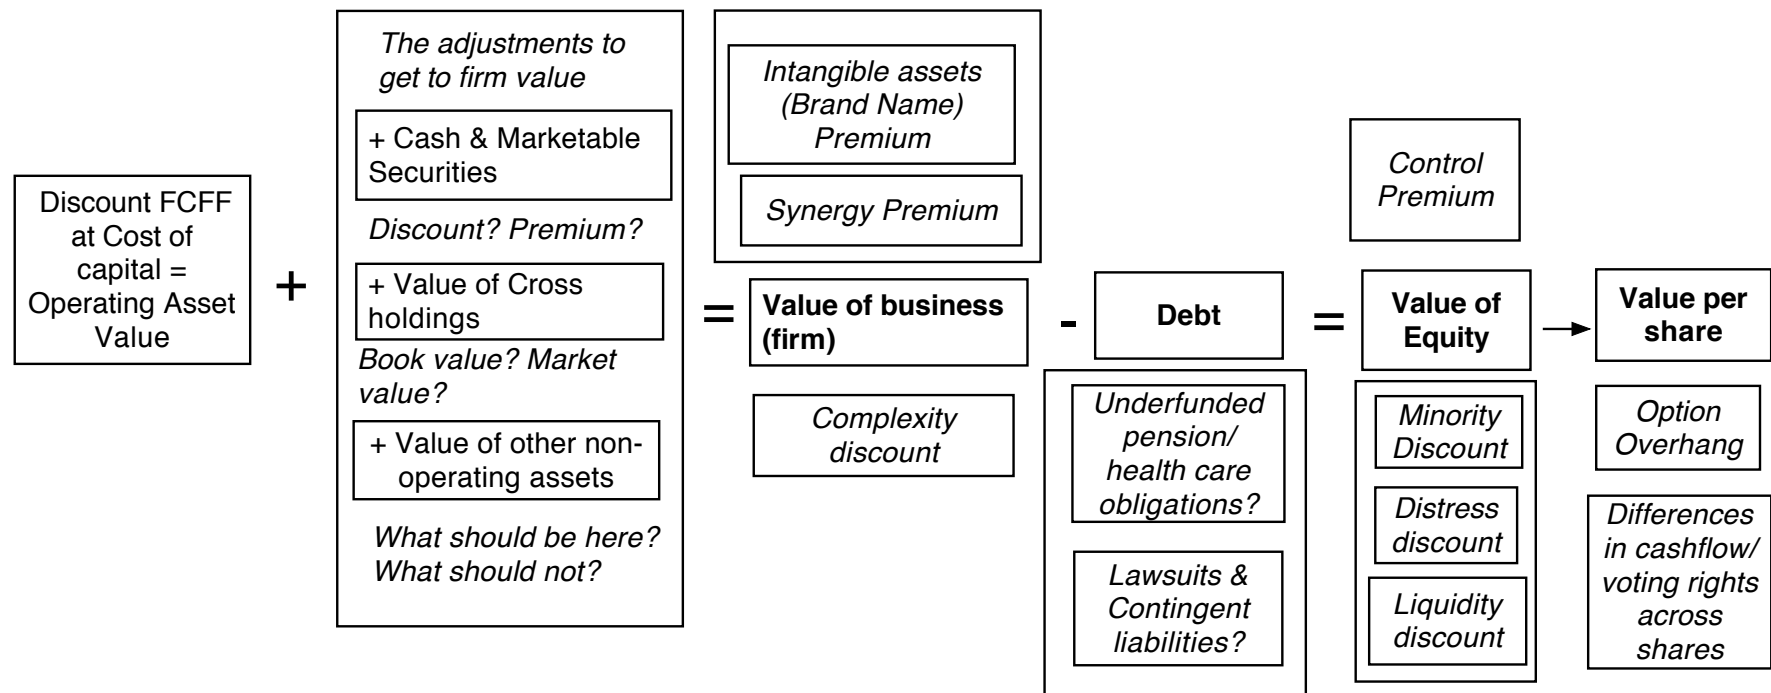 Discount FCFF
at Cost of
capital =
Operating Asset
Value
+
The adjustments to
get to firm value
+ Cash & Marketable
Securities
Discount? Premium?
+ Value of Cross
holdings
Book value? Market
value?
+ Value of other non-
operating assets
What should be here?
What should not?
=
Intangible assets
(Brand Name)
Premium
Synergy Premium
Value of business
(firm)
Complexity
discount
-
Debt
Underfunded
pension/
health care
obligations?
Lawsuits &
Contingent
liabilities?
=
Control
Premium
Value of
Equity
Minority
Discount
Distress
discount
Liquidity
discount
Value per
share
Option
Overhang
Differences
in cashflow/
voting rights
across
shares